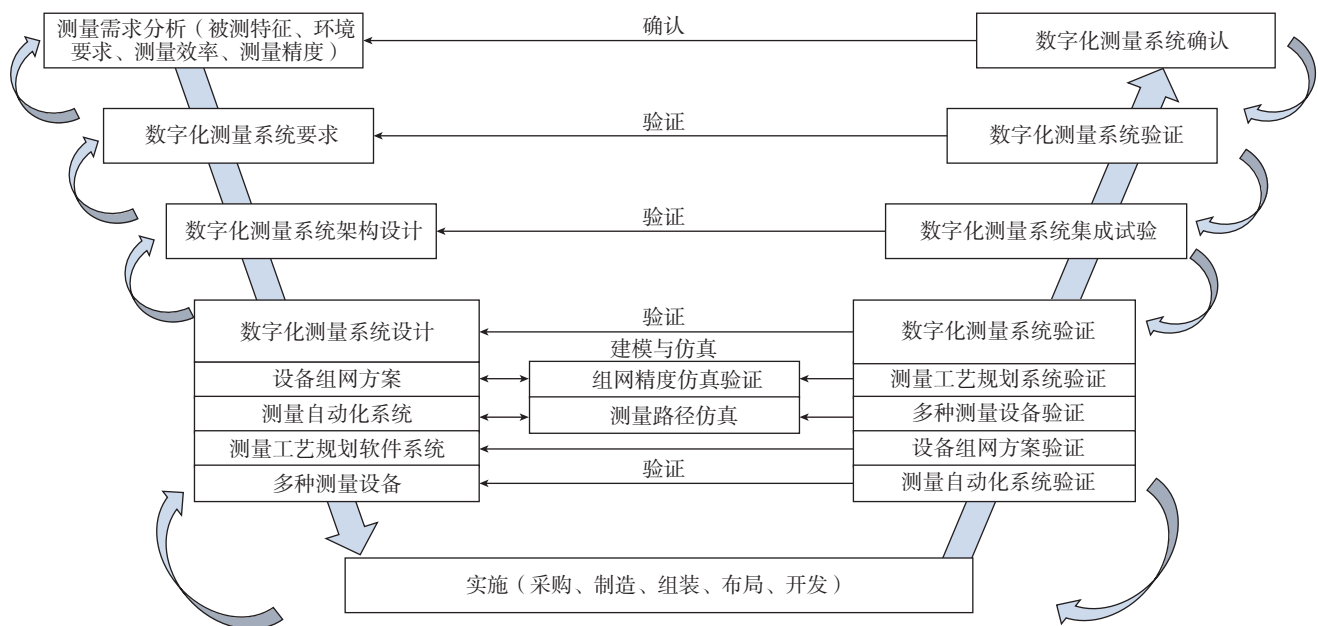 测量需求分析（被测特征、环境
要求、测量效率、测量精度）
确认
数字化测量系统确认
数字化测量系统要求
验证
数字化测量系统验证
数字化测量系统架构设计
验证
数字化测量系统集成试验
数字化测量系统设计
验证
数字化测量系统验证
建模与仿真
设备组网方案
组网精度仿真验证
测量工艺规划系统验证
测量自动化系统
测量路径仿真
多种测量设备验证
测量工艺规划软件系统
设备组网方案验证
多种测量设备
验证
测量自动化系统验证
实施（采购、制造、组装、布局、开发）